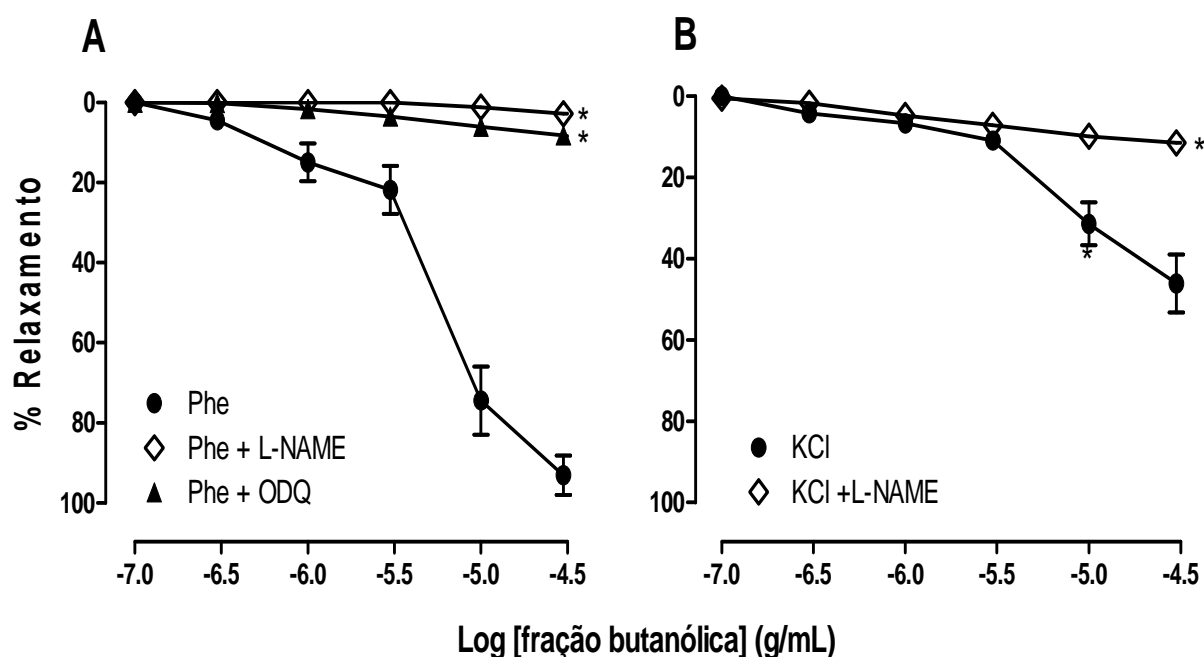 A
% Relaxamento
0
20
40
60
80
100
Phe
Phe + L-NAME
Phe + ODQ
*
*
-7.0 -6.5 -6.0 -5.5 -5.0 -4.5
B
0
20
40
60
80
100
*
*
KCl
KCl +L-NAME
-7.0 -6.5 -6.0 -5.5 -5.0 -4.5
Log [fração butanólica] (g/mL)